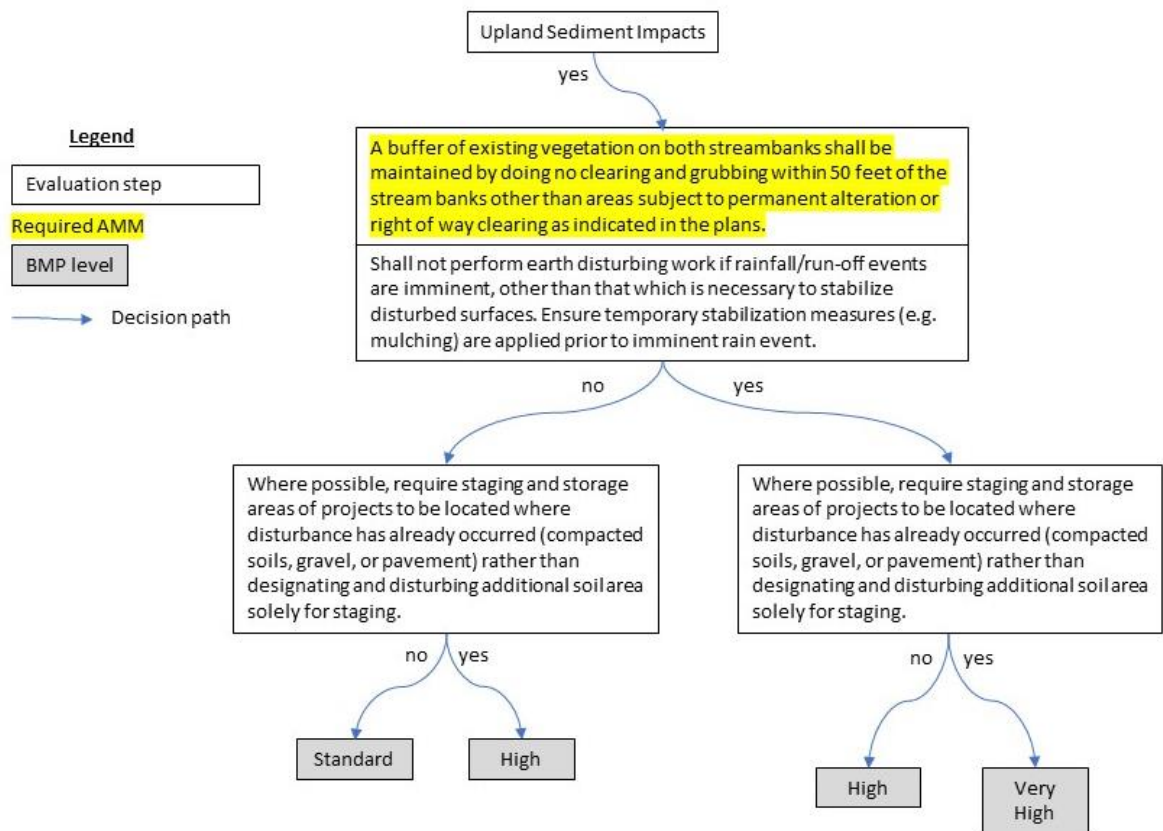 Upland Sediment Impacts
yes
Legend
Evaluation step
Required AMM
BMP level
Decision path
A buffer of existing vegetation on both streambanks shall be
maintained by doing no clearing and grubbing within 50 feet of the
stream banks other than areas subject to permanent alteration or
right of way clearing as indicated in the plans.
Shall not perform earth disturbing work if rainfall/run-off events
are imminent, other than that which is necessary to stabilize
disturbed surfaces. Ensure temporary stabilization measures (e.g.
mulching) are applied prior to imminent rain event.
no
yes
Where possible, require staging and storage
areas of projects to be located where
disturbance has already occurred (compacted
soils, gravel, or pavement) rather than
designating and disturbing additional soil area
solely for staging.
no
yes
Standard
High
Where possible, require staging and storage
areas of projects to be located where
disturbance has already occurred (compacted
soils, gravel, or pavement) rather than
designating and disturbing additional soil area
solely for staging.
no
yes
High
Very
High